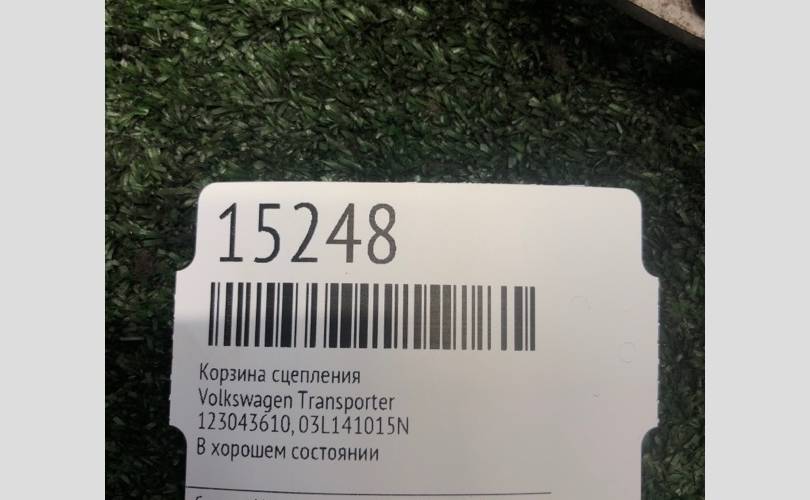 15248
Корзина сцепления
Volkswagen Transporter
123043610, 03L141015N
В хорошем состоянии